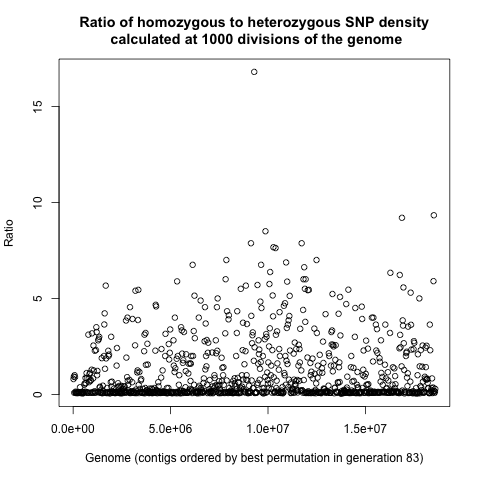 Ratio of homozygous to heterozygous SNP density
calculated at 1000 divisions of the genome
15
10
5
0
Ratio
0.0e+00 5.0e+06 1.0e+07 1.5e+07
Genome (contigs ordered by best permutation in generation 83)